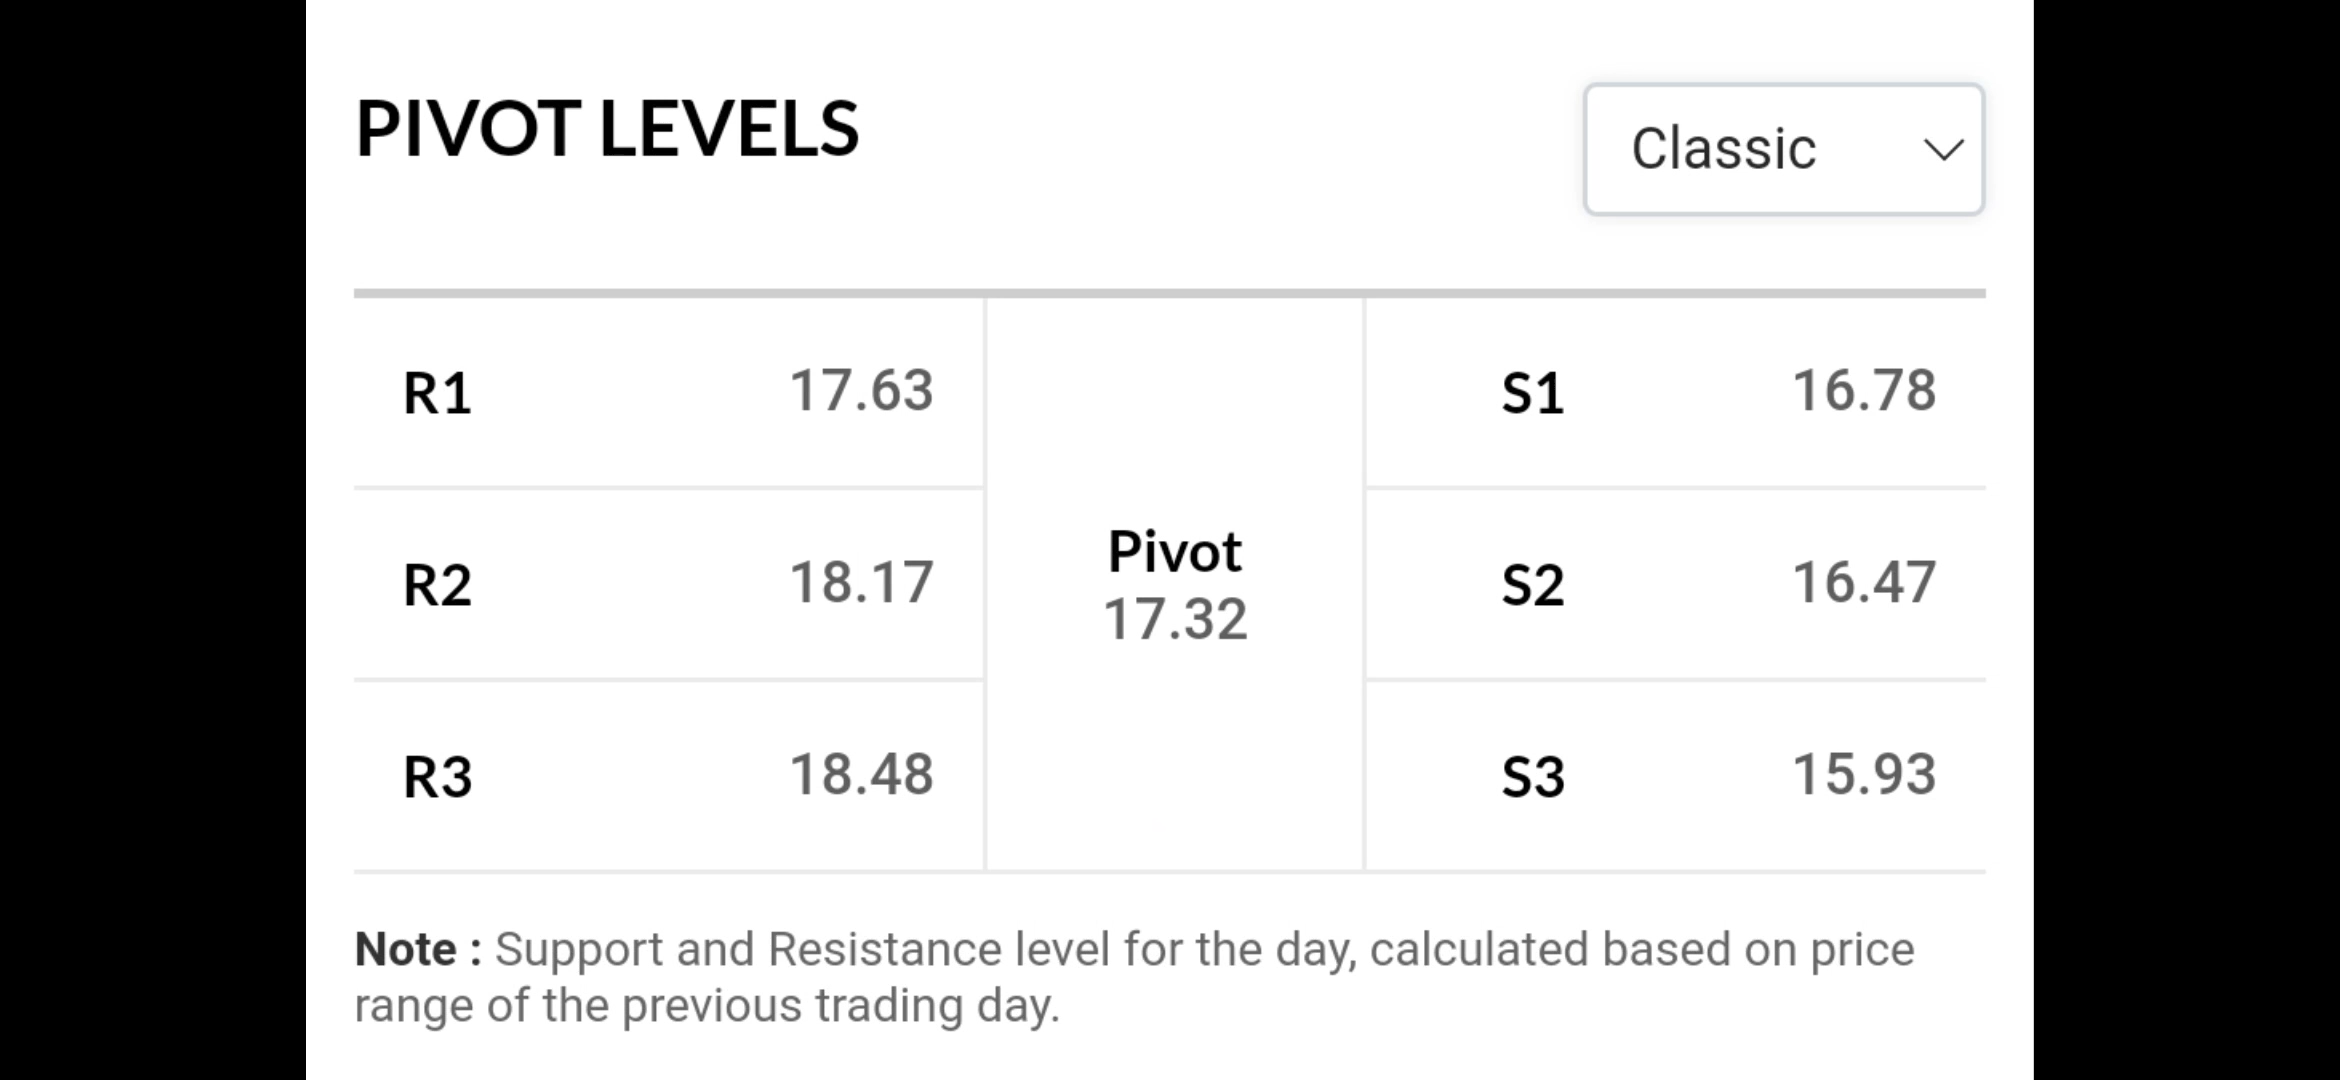 PIVOT LEVELS
Classic
R1 17.63
S1 16.78
R2 18.17
Pivot
17.32
S2 16.47
R3 18.48
S3 15.93
Note : Support and Resistance level for the day, calculated based on price
range of the previous trading day.